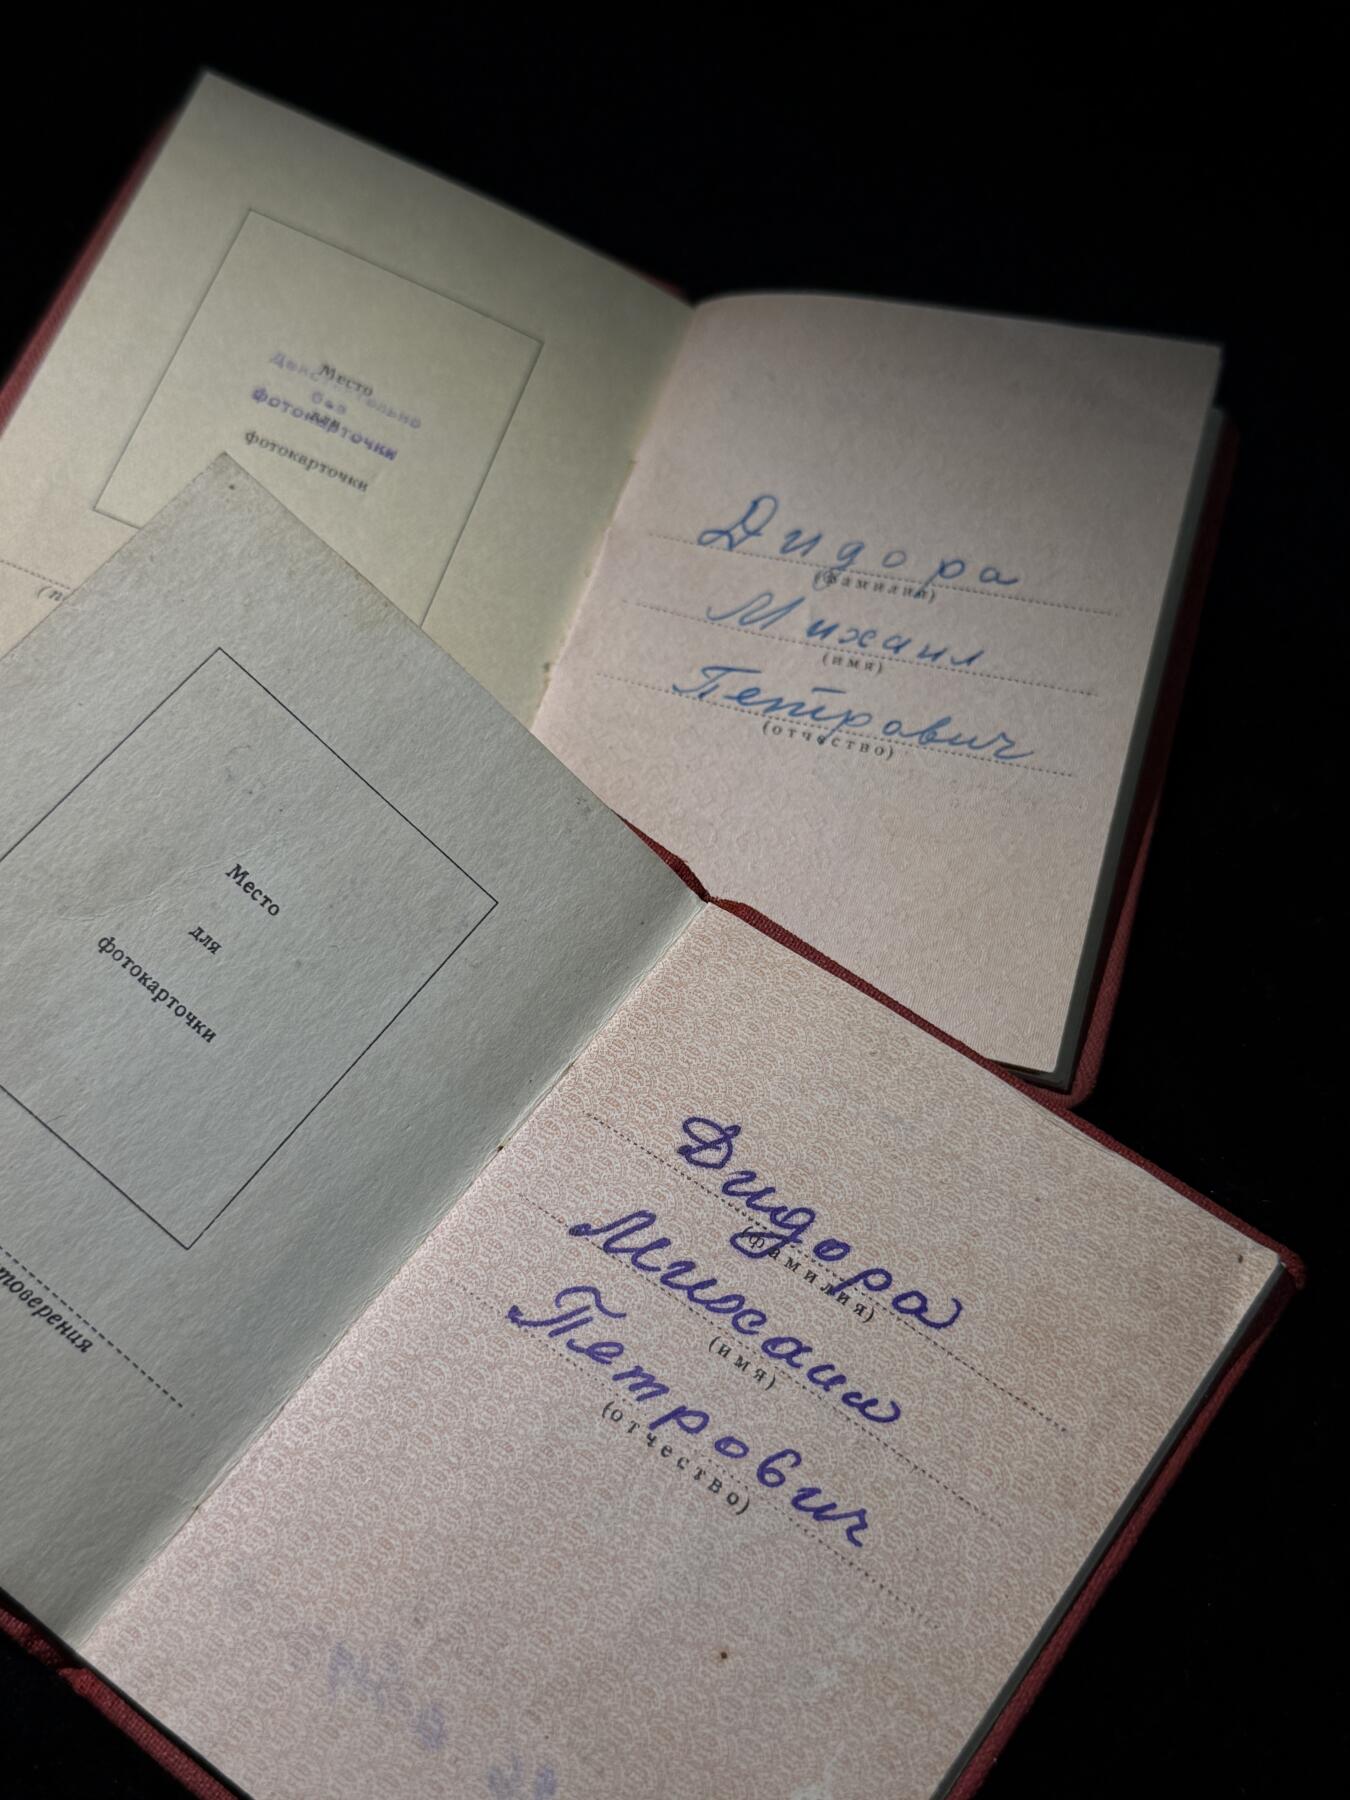 Место
для
фотокарточки
Действительно
без
фотокарточки
Дидора
(фамилия)
Михаил
(имя)
Петрович
(отчество)
Место
для
фотокарточки
Дидора
(фамилия)
Михаил
(имя)
Петрович
(отчество)